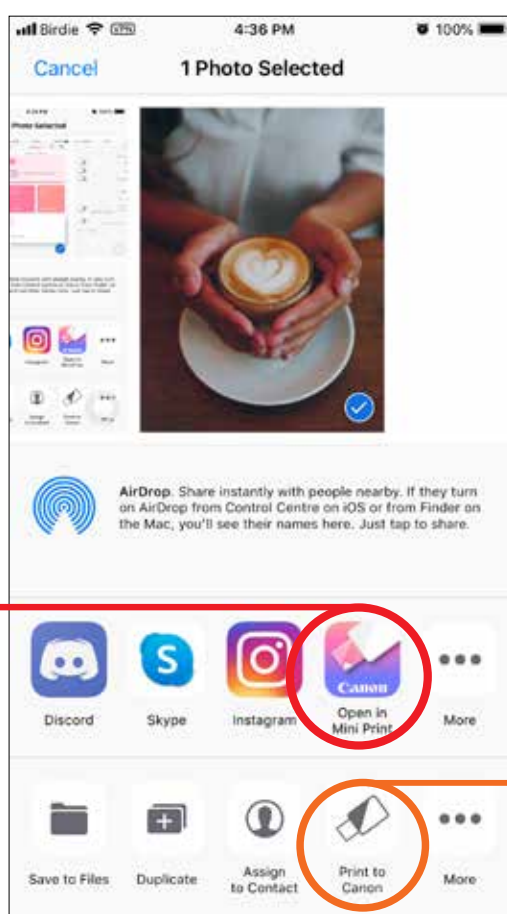 Birdie 4:36 PM 100%
Cancel 1 Photo Selected
AirDrop. Share instantly with people nearby. If they turn
on AirDrop from Control Centre on iOS or from Finder on
the Mac, you'll see their names here. Just tap to share.
Canon
Discord Skype Instagram Open in More
Mini Print
Save to Files Duplicate Assign Print to More
to Contact Canon